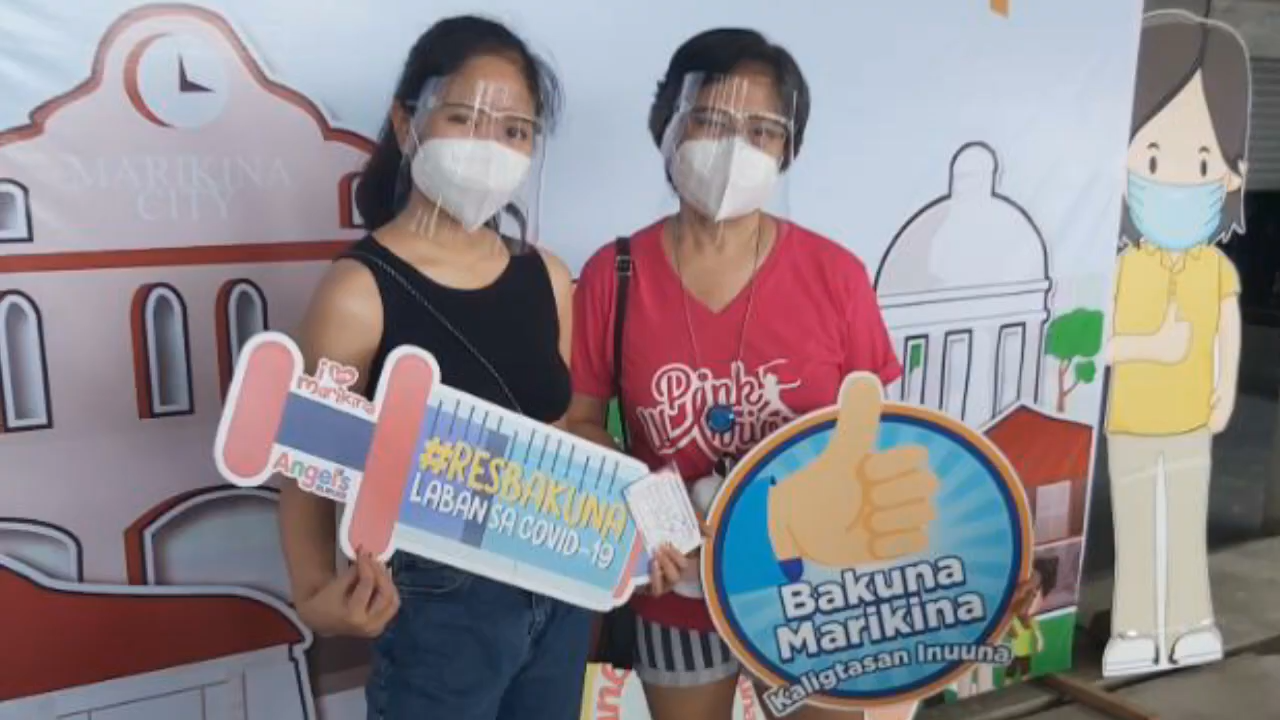 MARIKINA
CITY
i
marikina
Angel's
#RESBAKUNA
LABAN SA COVID-19
Pink
Bakuna
Marikina
Kaligtasan Inuuna